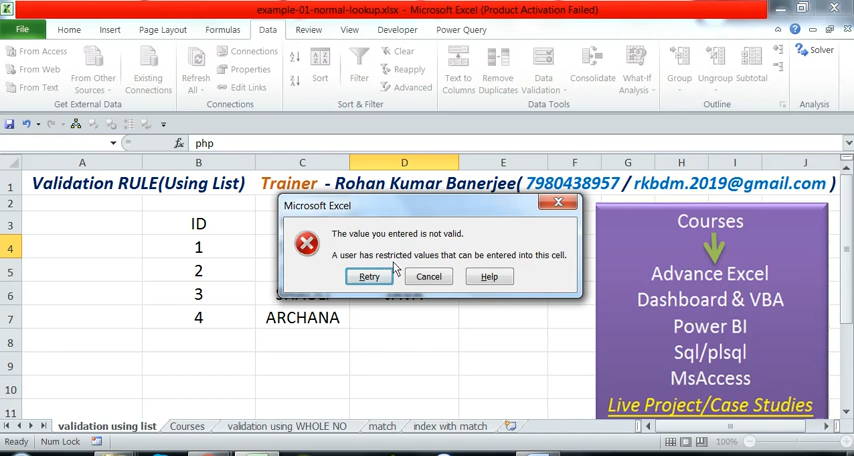 example-01-normal-lookup.xlsx - Microsoft Excel (Product Activation Failed)
File Home Insert Page Layout Formulas Data Review View Developer Power Query
From Access
From Web
From Text
From Other Sources
Existing Connections
Get External Data
Refresh All
Connections
Properties
Edit Links
Connections
Sort
Filter
Clear
Reapply
Advanced
Sort & Filter
Text to Columns
Remove Duplicates
Data Validation
Consolidate
What-If Analysis
Data Tools
Group
Ungroup
Subtotal
Outline
Solver
Analysis
fx php
A B C D E F G H I J
1 Validation RULE(Using List) Trainer - Rohan Kumar Banerjee( 7980438957 / rkbdm.2019@gmail.com )
2
3 ID
4 1
5 2
6 3
7 4 ARCHANA
8
9
10
11
Microsoft Excel
The value you entered is not valid.
A user has restricted values that can be entered into this cell.
Retry Cancel Help
Courses
Advance Excel
Dashboard & VBA
Power BI
Sql/plsql
MsAccess
Live Project/Case Studies
validation using list Courses validation using WHOLE NO match index with match
Ready Num Lock 100%